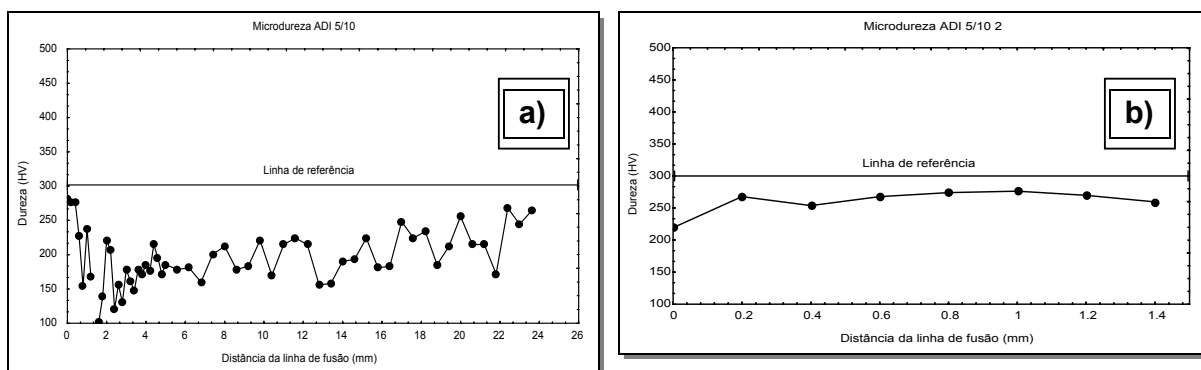 Microdureza ADI 5/10
500
450
400
350
300
250
200
150
100
Dureza (HV)
a)
Linha de referência
0 2 4 6 8 10 12 14 16 18 20 22 24 26
Distância da linha de fusão (mm)
Microdureza ADI 5/10 2
500
450
400
350
300
250
200
150
100
Dureza (HV)
b)
Linha de referência
0 0.2 0.4 0.6 0.8 1 1.2 1.4
Distância da linha de fusão (mm)